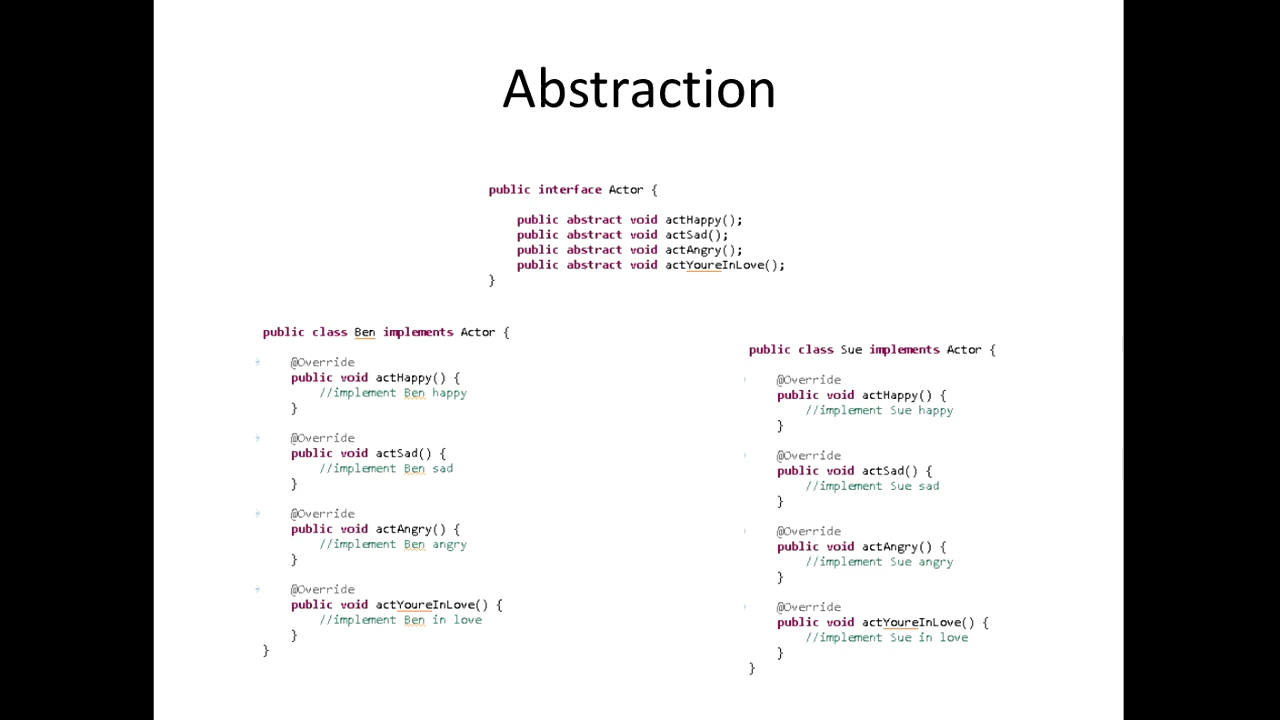 Abstraction
public interface Actor {
public abstract void actHappy();
public abstract void actSad();
public abstract void actAngry();
public abstract void actYoureInLove();
}
public class Ben implements Actor {
@Override
public void actHappy() {
//implement Ben happy
}
@Override
public void actSad() {
//implement Ben sad
}
@Override
public void actAngry() {
//implement Ben angry
}
@Override
public void actYoureInLove() {
//implement Ben in love
}
}
public class Sue implements Actor {
@Override
public void actHappy() {
//implement Sue happy
}
@Override
public void actSad() {
//implement Sue sad
}
@Override
public void actAngry() {
//implement Sue angry
}
@Override
public void actYoureInLove() {
//implement Sue in love
}
}